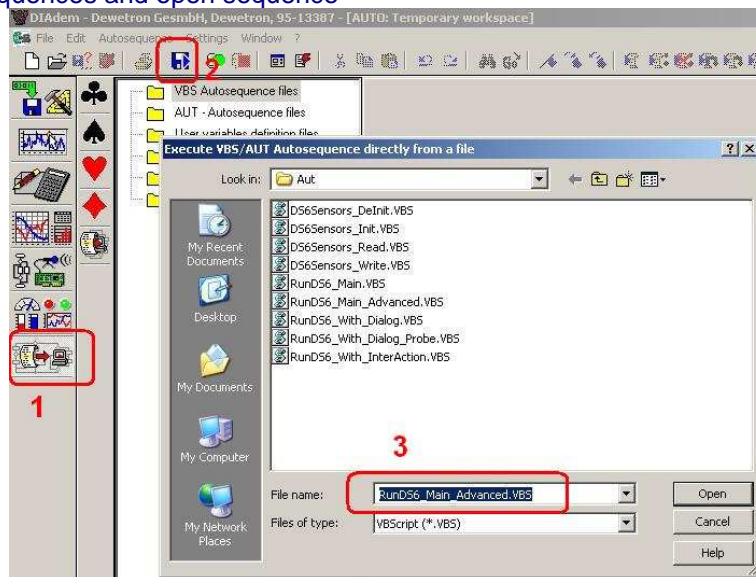 quences and open sequence
DIAdem - Dewetron GesmbH, Dewetron, 95-13387 - [AUTO: Temporary workspace]
File Edit Autosequence Settings Window ?
2
VBS Autosequence files
AUT - Autosequence files
User variables definition files
Execute VBS/AUT Autosequence directly from a file
Look in: Aut
My Recent Documents
Desktop
My Documents
My Computer
My Network Places
DS6Sensors_DeInit.VBS
DS6Sensors_Init.VBS
DS6Sensors_Read.VBS
DS6Sensors_Write.VBS
RunDS6_Main.VBS
RunDS6_Main_Advanced.VBS
RunDS6_With_Dialog.VBS
RunDS6_With_Dialog_Probe.VBS
RunDS6_With_InterAction.VBS
1
3
File name: RunDS6_Main_Advanced.VBS Open
Files of type: VBScript (*.VBS) Cancel
Help